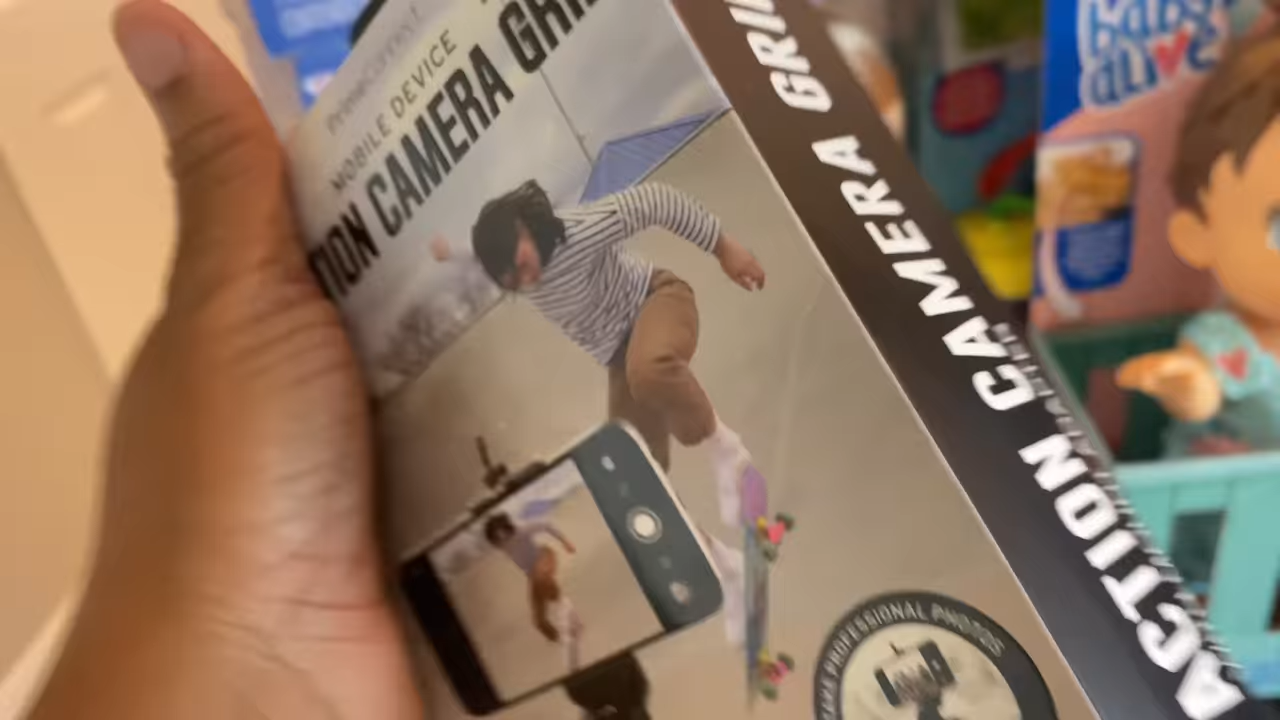 MOBILE DEVICE
TION CAMERA GRI
ACTION CAMERA GRI
PROFESSIONAL PHOTOS
baby
alive